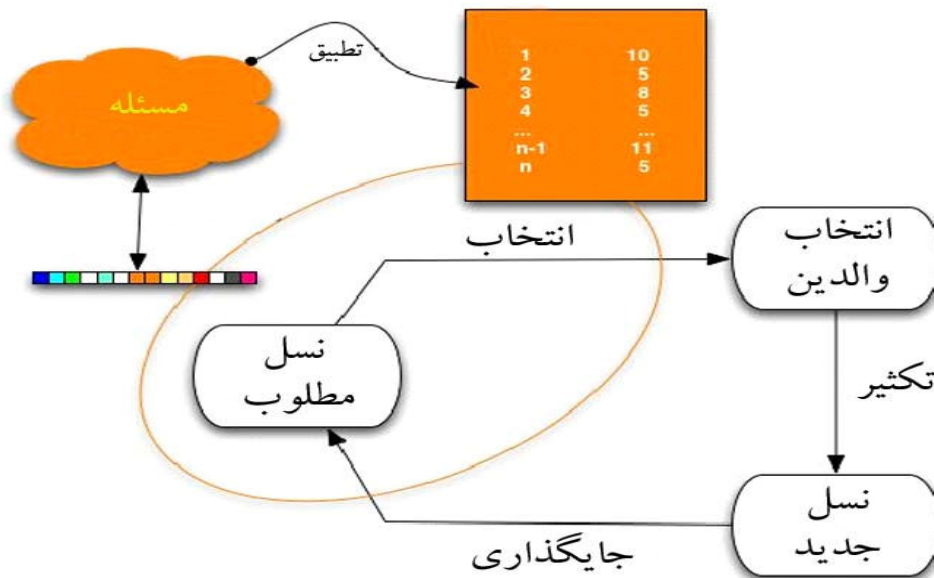 مسئله
تطبیق
1 10
2 5
3 8
4 5
... ...
n-1 11
n 5
انتخاب
انتخاب
والدین
تکثیر
نسل
جدید
جایگذاری
نسل
مطلوب